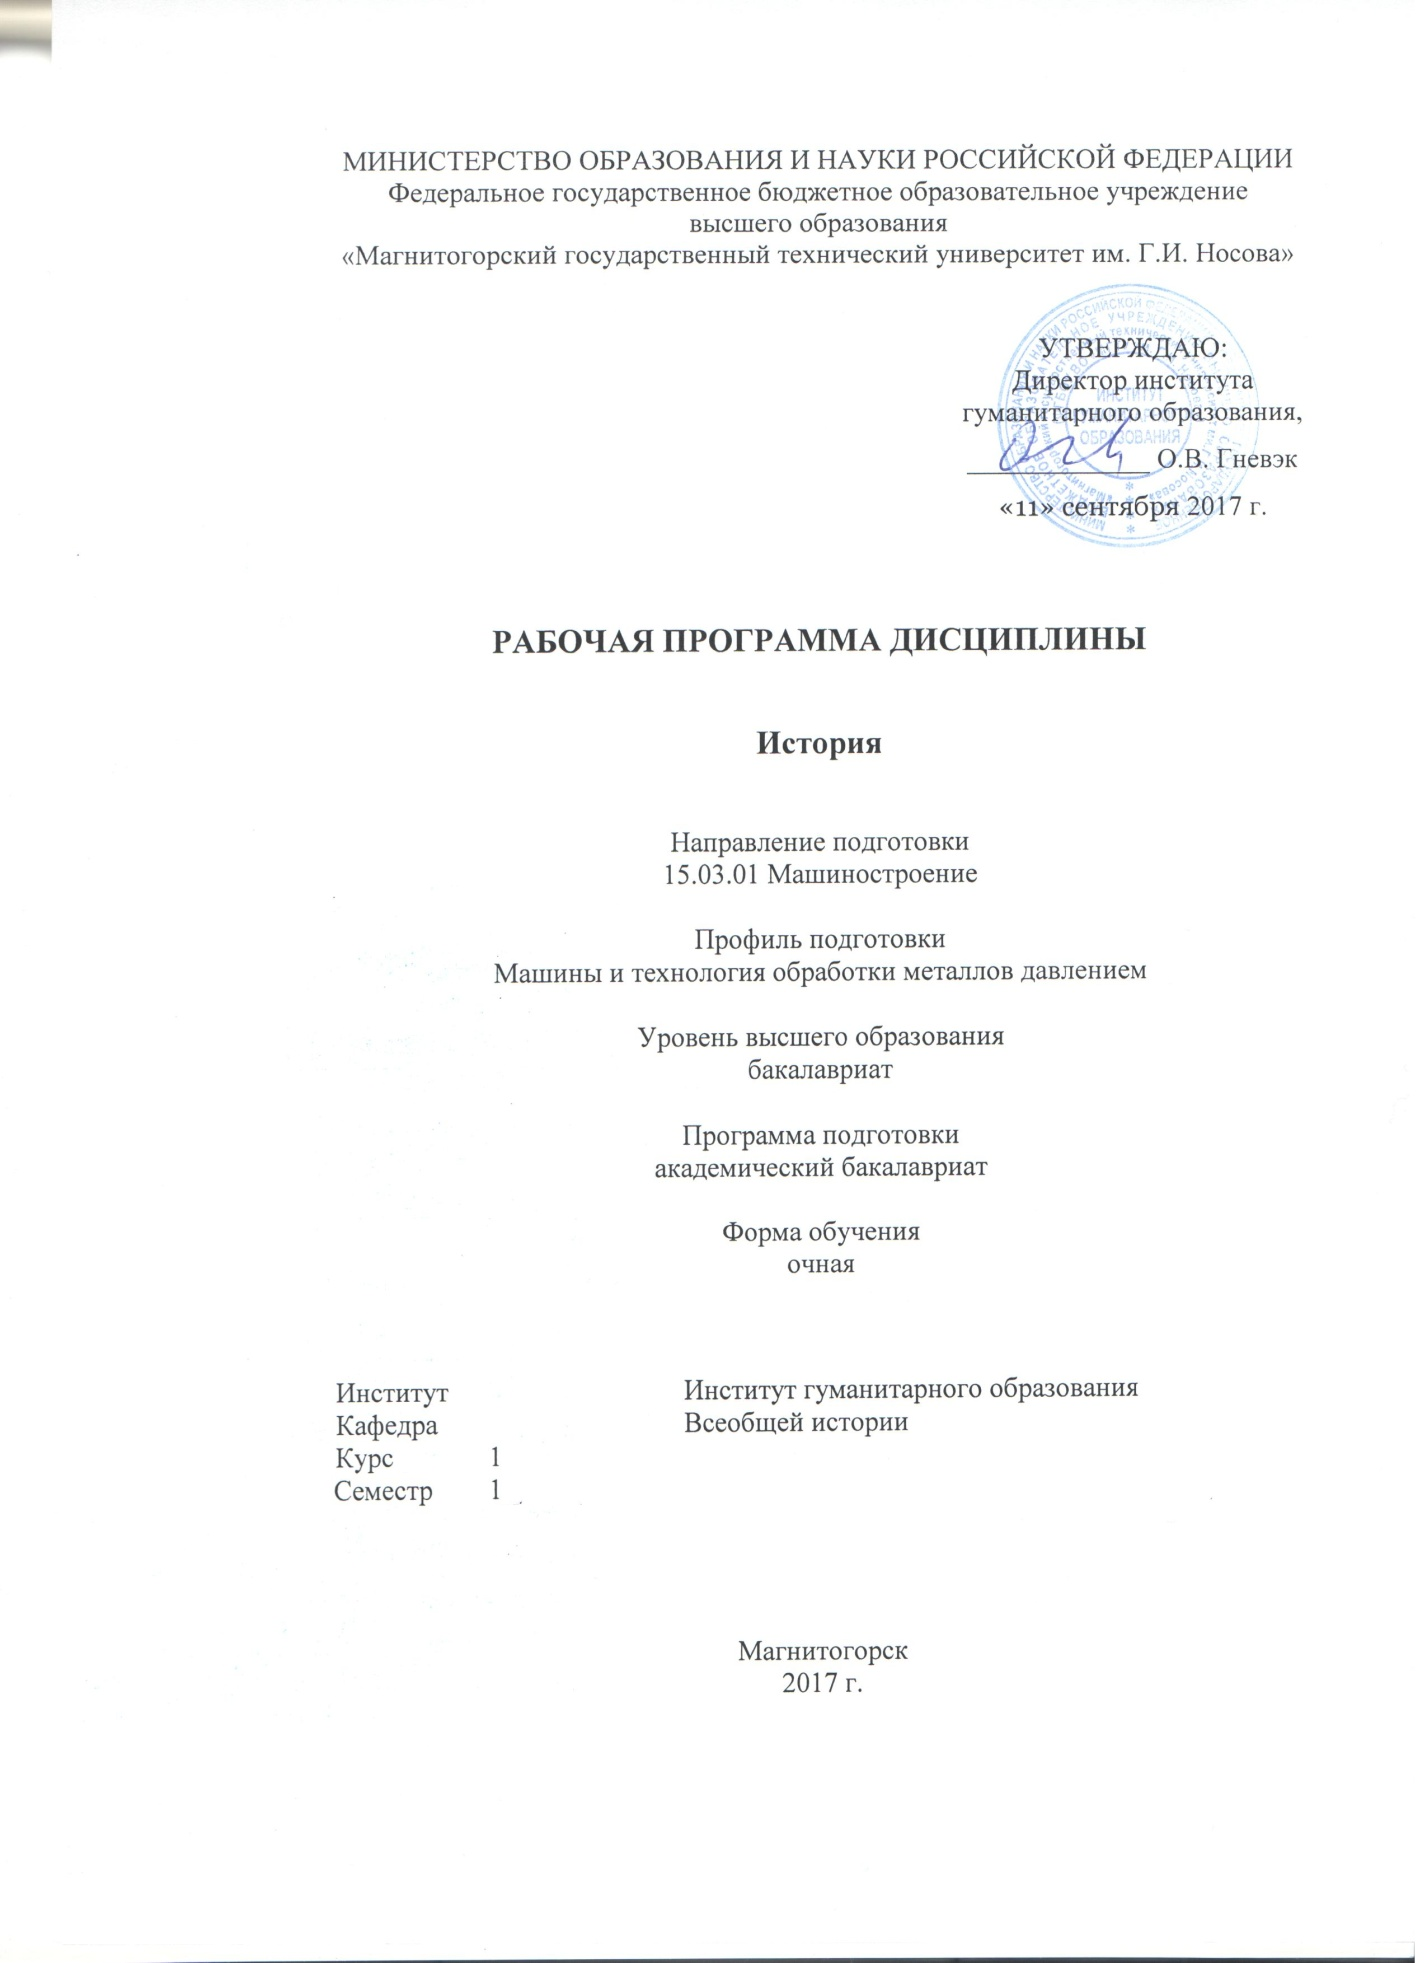 МИНИСТЕРСТВО ОБРАЗОВАНИЯ И НАУКИ РОССИЙСКОЙ ФЕДЕРАЦИИ
Федеральное государственное бюджетное образовательное учреждение
высшего образования
«Магнитогорский государственный технический университет им. Г.И. Носова»
УТВЕРЖДАЮ:
Директор института
гуманитарного образования,
О.В. Гневэк
«11» сентября 2017 г.
ИНСТИТУТ
ОБРАЗОВАНИЯ
РАБОЧАЯ ПРОГРАММА ДИСЦИПЛИНЫ
История
Направление подготовки
15.03.01 Машиностроение
Профиль подготовки
Машины и технология обработки металлов давлением
Уровень высшего образования
бакалавриат
Программа подготовки
академический бакалавриат
Форма обучения
очная
Институт Институт гуманитарного образования
Кафедра Всеобщей истории
Курс 1
Семестр 1
Магнитогорск
2017 г.